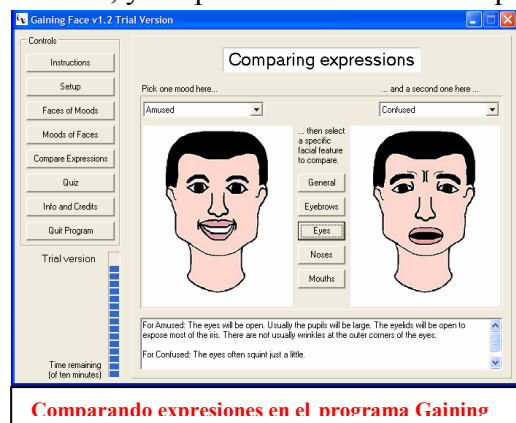 Gaining Face v1.2 Trial Version
Controls
Instructions
Setup
Faces of Moods
Moods of Faces
Compare Expressions
Quiz
Info and Credits
Quit Program
Trial version
Time remaining
(of ten minutes)
Comparing expressions
Pick one mood here...
... and a second one here ...
Amused
Confused
... then select
a specific
facial feature
to compare.
General
Eyebrows
Eyes
Noses
Mouths
For Amused: The eyes will be open. Usually the pupils will be large. The eyelids will be open to
expose most of the iris. There are not usually wrinkles at the outer corners of the eyes.
For Confused: The eyes often squint just a little.
Comparando expresiones en el programa Gaining